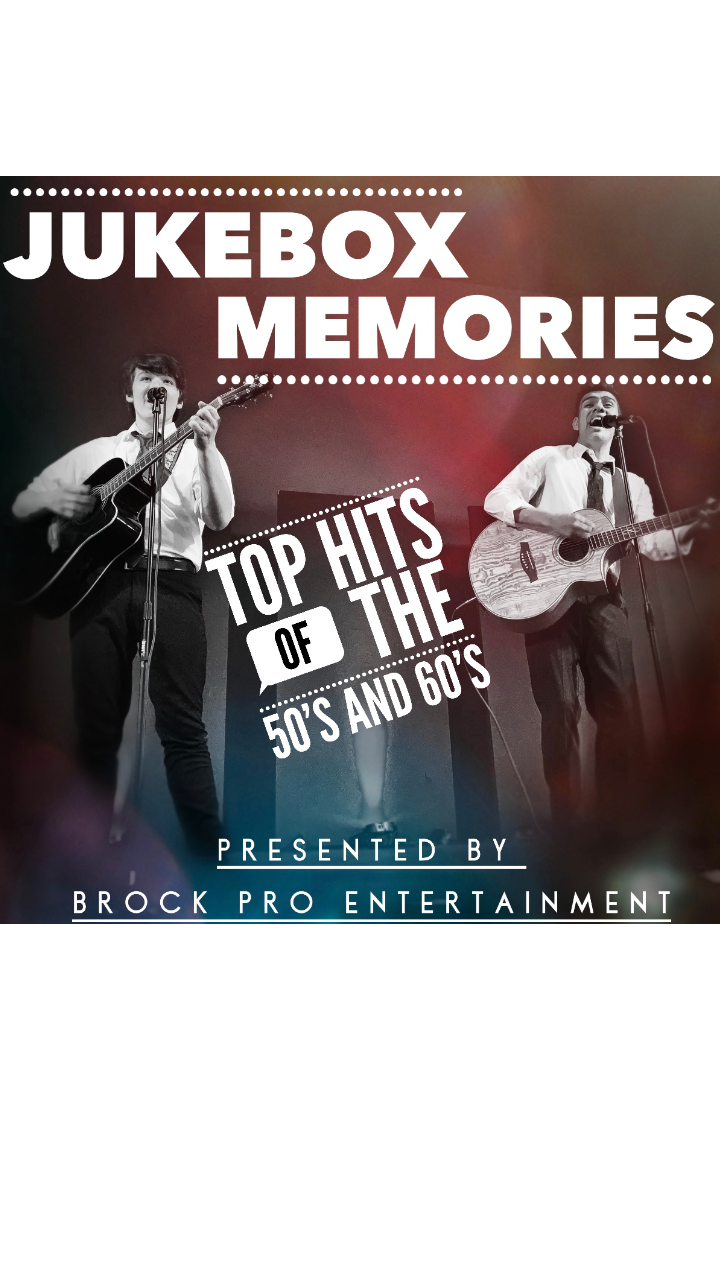 JUKEBOX
MEMORIES
TOP HITS
OF THE
50'S AND 60'S
PRESENTED BY
BROCK PRO ENTERTAINMENT